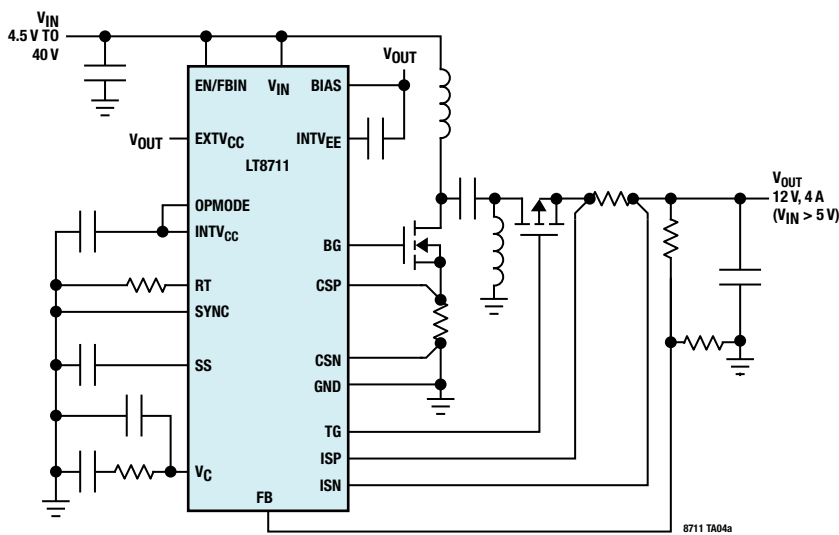 VIN
4.5 V TO
40 V
VOUT
EN/FBIN
VIN
BIAS
VOUT
EXTVCC
INTVEE
LT8711
OPMODE
INTVCC
BG
VOUT
12 V, 4 A
(VIN > 5 V)
RT
CSP
SYNC
SS
CSN
GND
TG
VC
ISP
ISN
FB
8711 TA04a